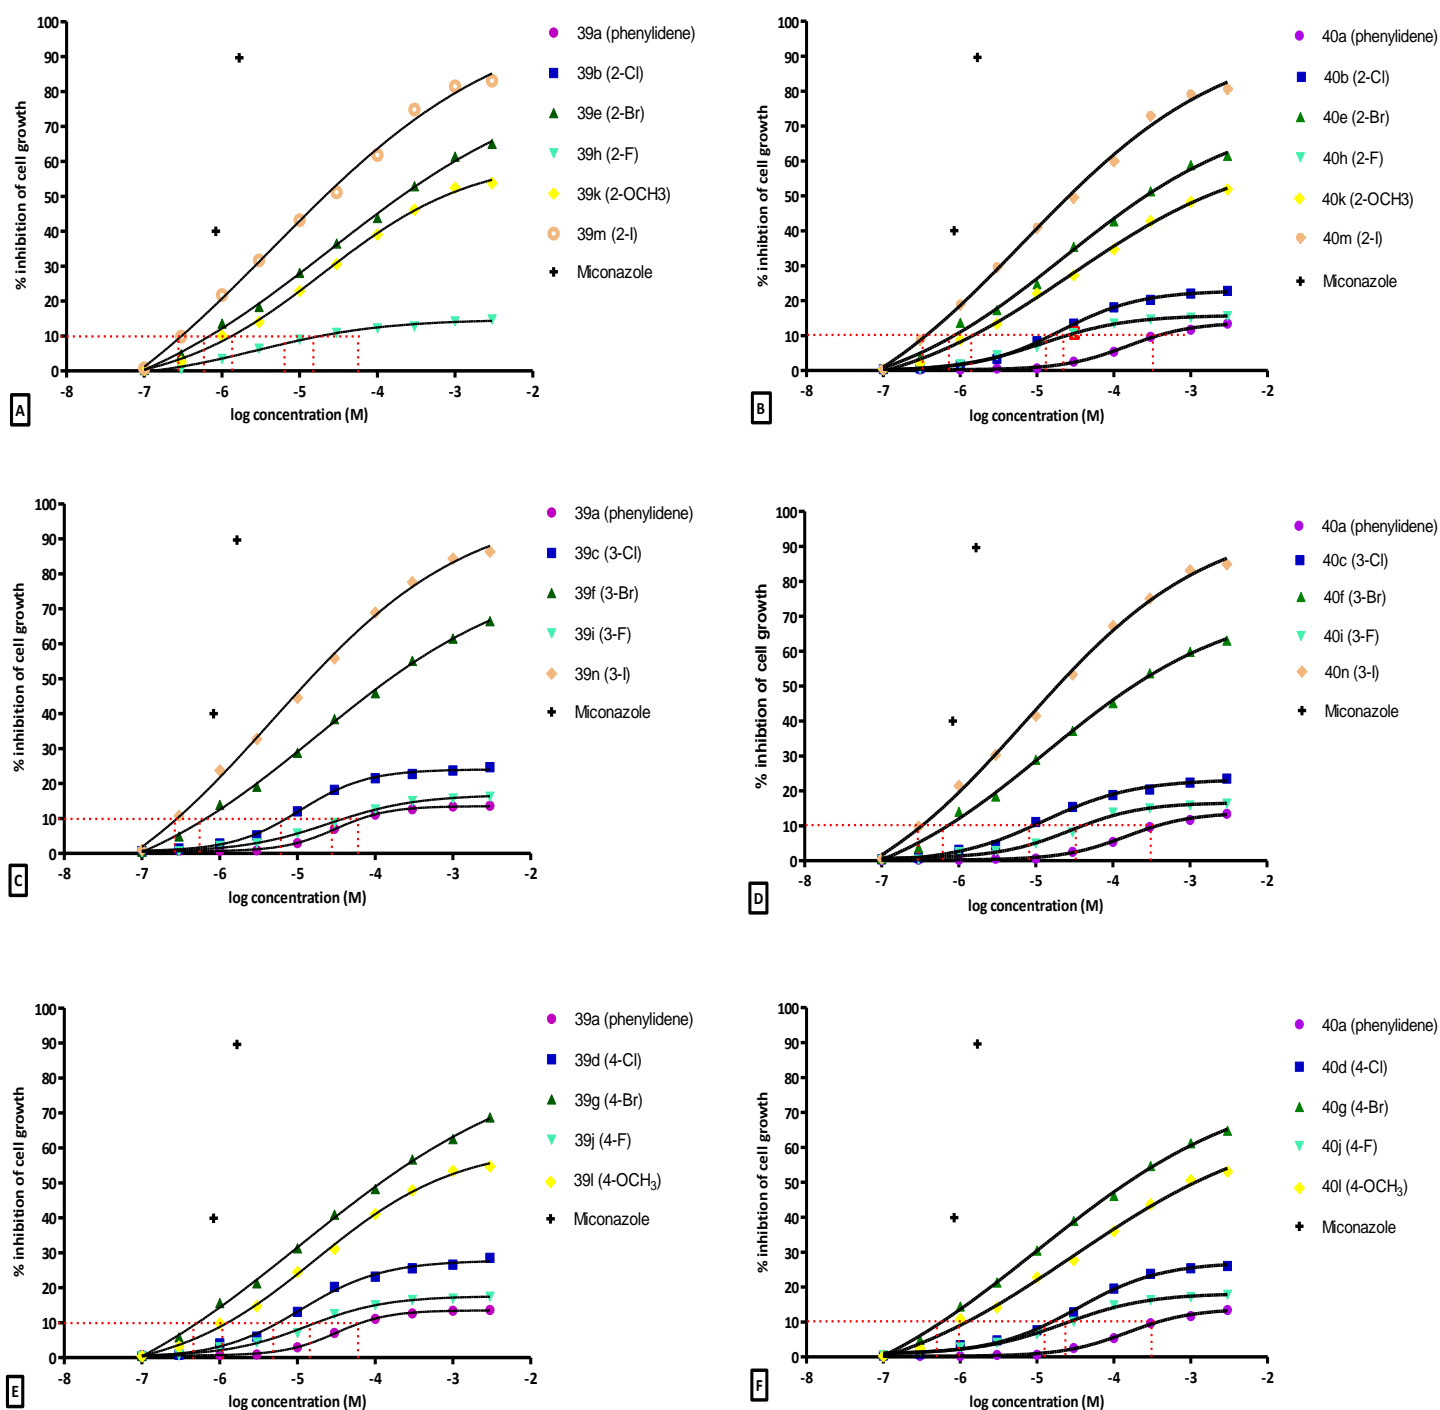 % inhibtion of cell growth
100
90
80
70
60
50
40
30
20
10
0
-8 -7 -6 -5 -4 -3 -2
log concentration (M)
A
39a (phenylidene)
39b (2-Cl)
39e (2-Br)
39h (2-F)
39k (2-OCH3)
39m (2-I)
Miconazole
% inhibtion of cell growth
100
90
80
70
60
50
40
30
20
10
0
-8 -7 -6 -5 -4 -3 -2
log concentration (M)
B
40a (phenylidene)
40b (2-Cl)
40e (2-Br)
40h (2-F)
40k (2-OCH3)
40m (2-I)
Miconazole
% inhibtion of cell growth
100
90
80
70
60
50
40
30
20
10
0
-8 -7 -6 -5 -4 -3 -2
log concentration (M)
C
39a (phenylidene)
39c (3-Cl)
39f (3-Br)
39i (3-F)
39n (3-I)
Miconazole
% inhibtion of cell growth
100
90
80
70
60
50
40
30
20
10
0
-8 -7 -6 -5 -4 -3 -2
log concentration (M)
D
40a (phenylidene)
40c (3-Cl)
40f (3-Br)
40i (3-F)
40n (3-I)
Miconazole
% inhibtion of cell growth
100
90
80
70
60
50
40
30
20
10
0
-8 -7 -6 -5 -4 -3 -2
log concentration (M)
E
39a (phenylidene)
39d (4-Cl)
39g (4-Br)
39j (4-F)
39l (4-OCH₃)
Miconazole
% inhibtion of cell growth
100
90
80
70
60
50
40
30
20
10
0
-8 -7 -6 -5 -4 -3 -2
log concentration (M)
F
40a (phenylidene)
40d (4-Cl)
40g (4-Br)
40j (4-F)
40l (4-OCH₃)
Miconazole